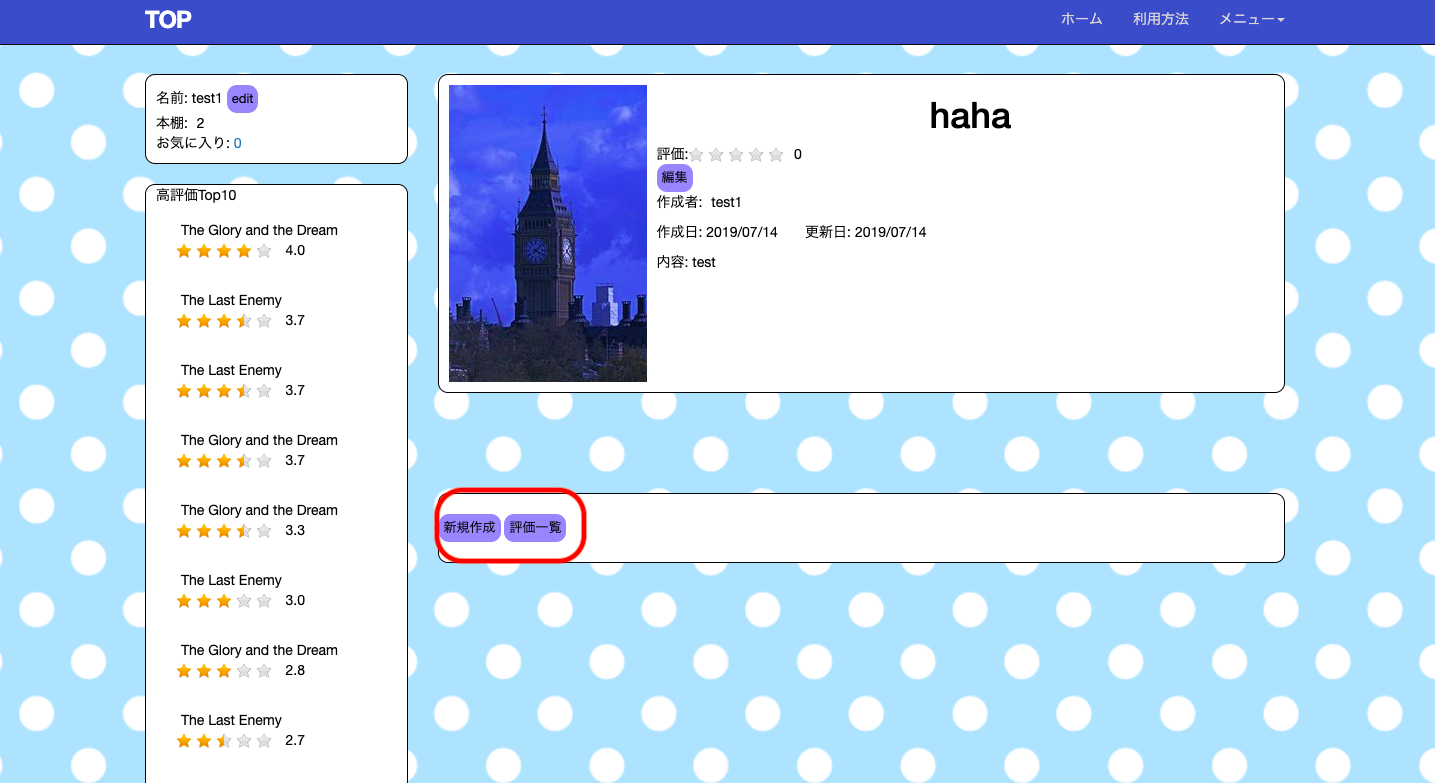 TOP ホーム 利用方法 メニュー
名前: test1 edit
本棚: 2
お気に入り: 0
高評価Top10
The Glory and the Dream
4.0
The Last Enemy
3.7
The Last Enemy
3.7
The Glory and the Dream
3.7
The Glory and the Dream
3.3
The Last Enemy
3.0
The Glory and the Dream
2.8
The Last Enemy
2.7
haha
評価: 0
編集
作成者: test1
作成日: 2019/07/14 更新日: 2019/07/14
内容: test
新規作成 評価一覧